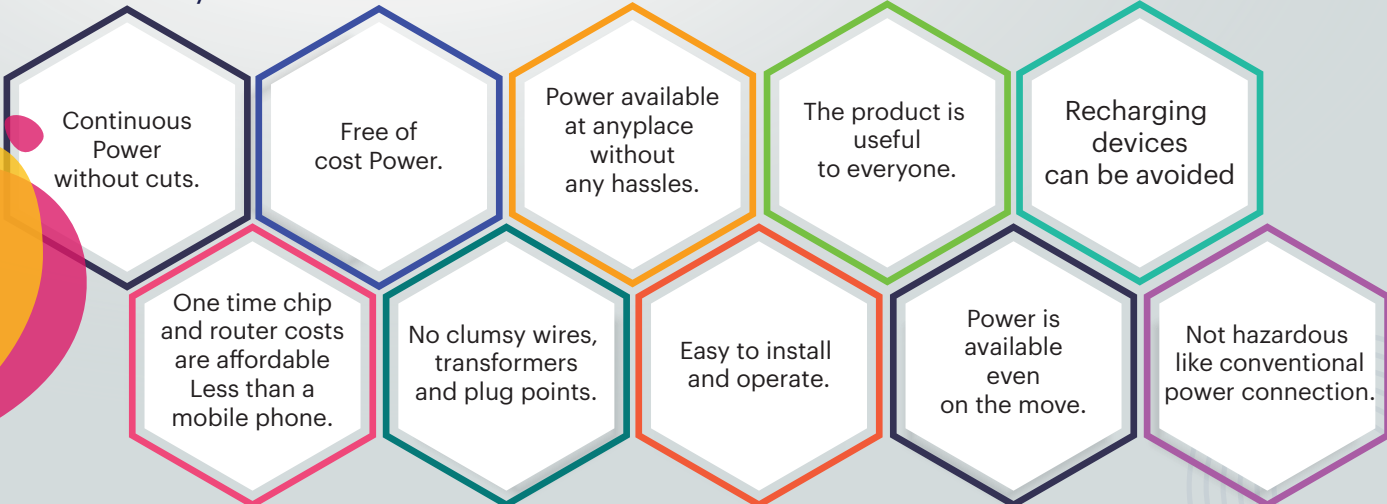 Continuous
Power
without cuts.
Free of
cost Power.
Power available
at anyplace
without
any hassles.
The product is
useful
to everyone.
Recharging
devices
can be avoided
One time chip
and router costs
are affordable
Less than a
mobile phone.
No clumsy wires,
transformers
and plug points.
Easy to install
and operate.
Power is
available
even
on the move.
Not hazardous
like conventional
power connection.